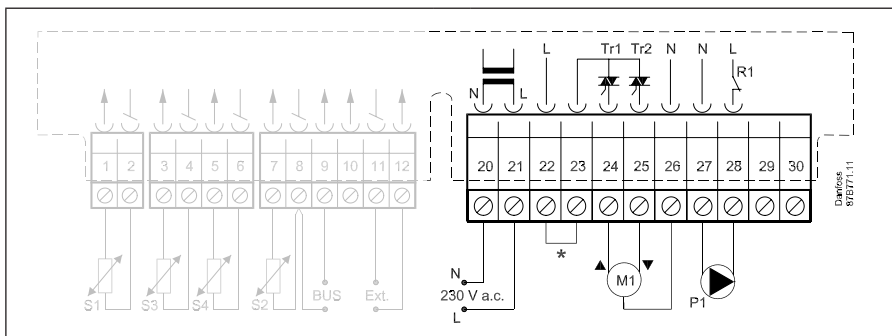 L Tr1 Tr2 N N L
N L R1
1 2 3 4 5 6 7 8 9 10 11 12 20 21 22 23 24 25 26 27 28 29 30
Danfoss
87B771.11
*
N
230 V a.c.
L
M1
P1
S1 S3 S4 S2 BUS Ext.